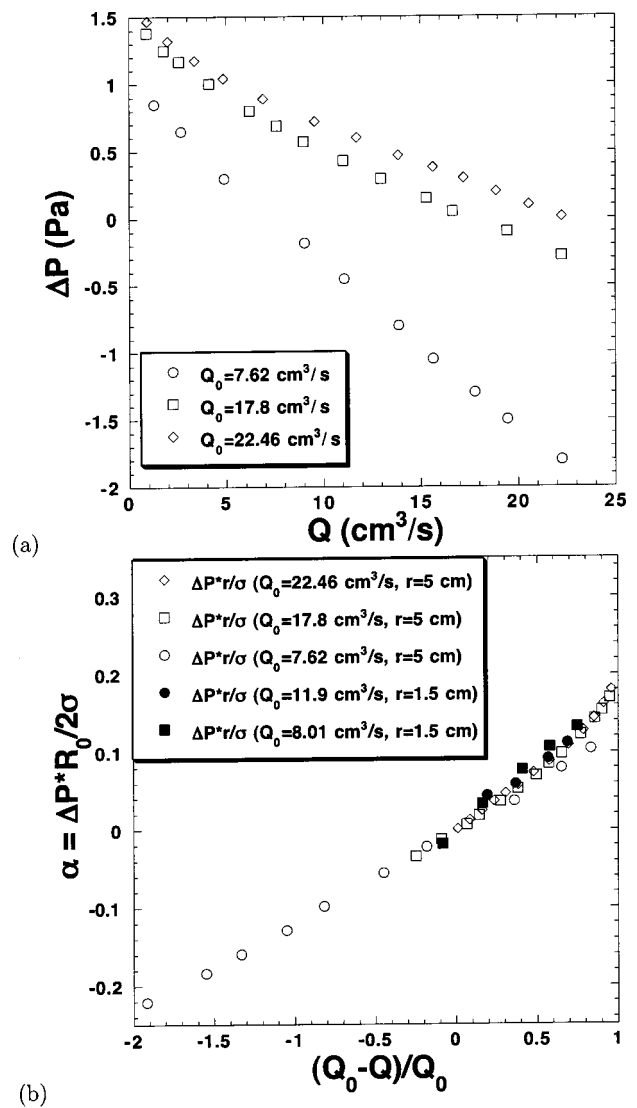 1.5
1
0.5
0
-0.5
-1
-1.5
-2
ΔP (Pa)
Q₀=7.62 cm³/s
Q₀=17.8 cm³/s
Q₀=22.46 cm³/s
0 5 10 15 20 25
Q (cm³/s)
(a)
0.3
0.2
0.1
0
-0.1
-0.2
α = ΔP*R₀/2σ
ΔP*r/σ (Q₀=22.46 cm³/s, r=5 cm)
ΔP*r/σ (Q₀=17.8 cm³/s, r=5 cm)
ΔP*r/σ (Q₀=7.62 cm³/s, r=5 cm)
ΔP*r/σ (Q₀=11.9 cm³/s, r=1.5 cm)
ΔP*r/σ (Q₀=8.01 cm³/s, r=1.5 cm)
-2 -1.5 -1 -0.5 0 0.5 1
(Q₀-Q)/Q₀
(b)